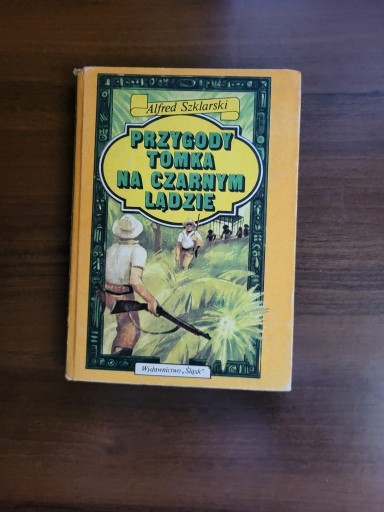 Alfred Szklarski
PRZYGODY
TOMKA
NA CZARNYM
LĄDZIE
Wydawnictwo „Śląsk”